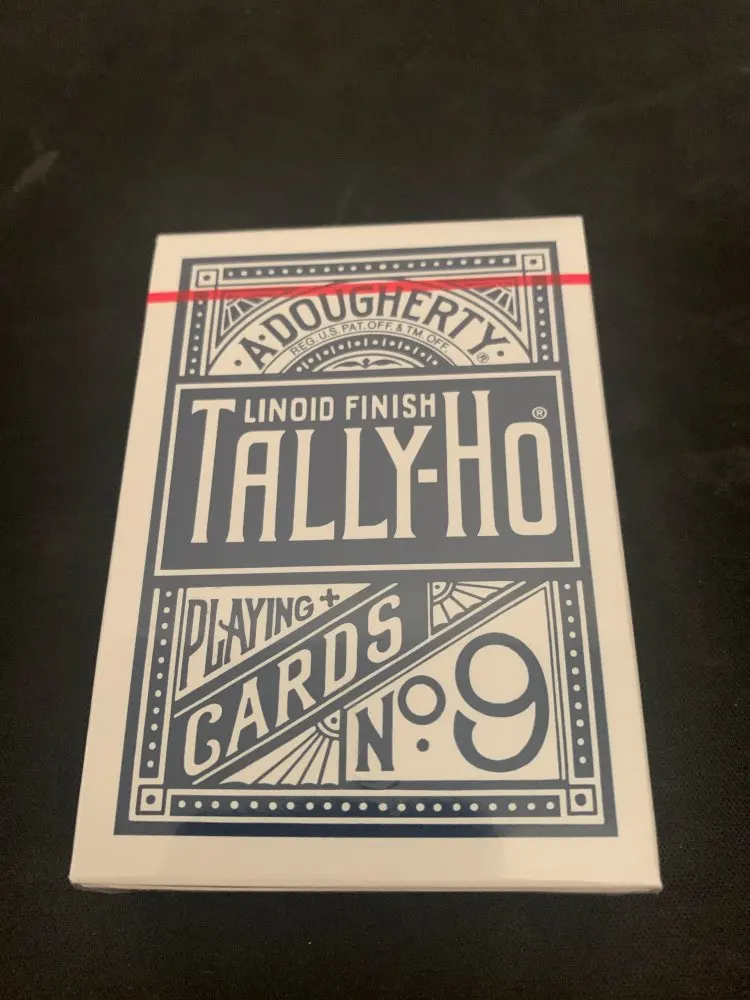 A·DOUGHERTY·®
REG. U.S. PAT. OFF. & TM. OFF.
LINOID FINISH
TALLY-HO®
PLAYING +
CARDS
No. 9